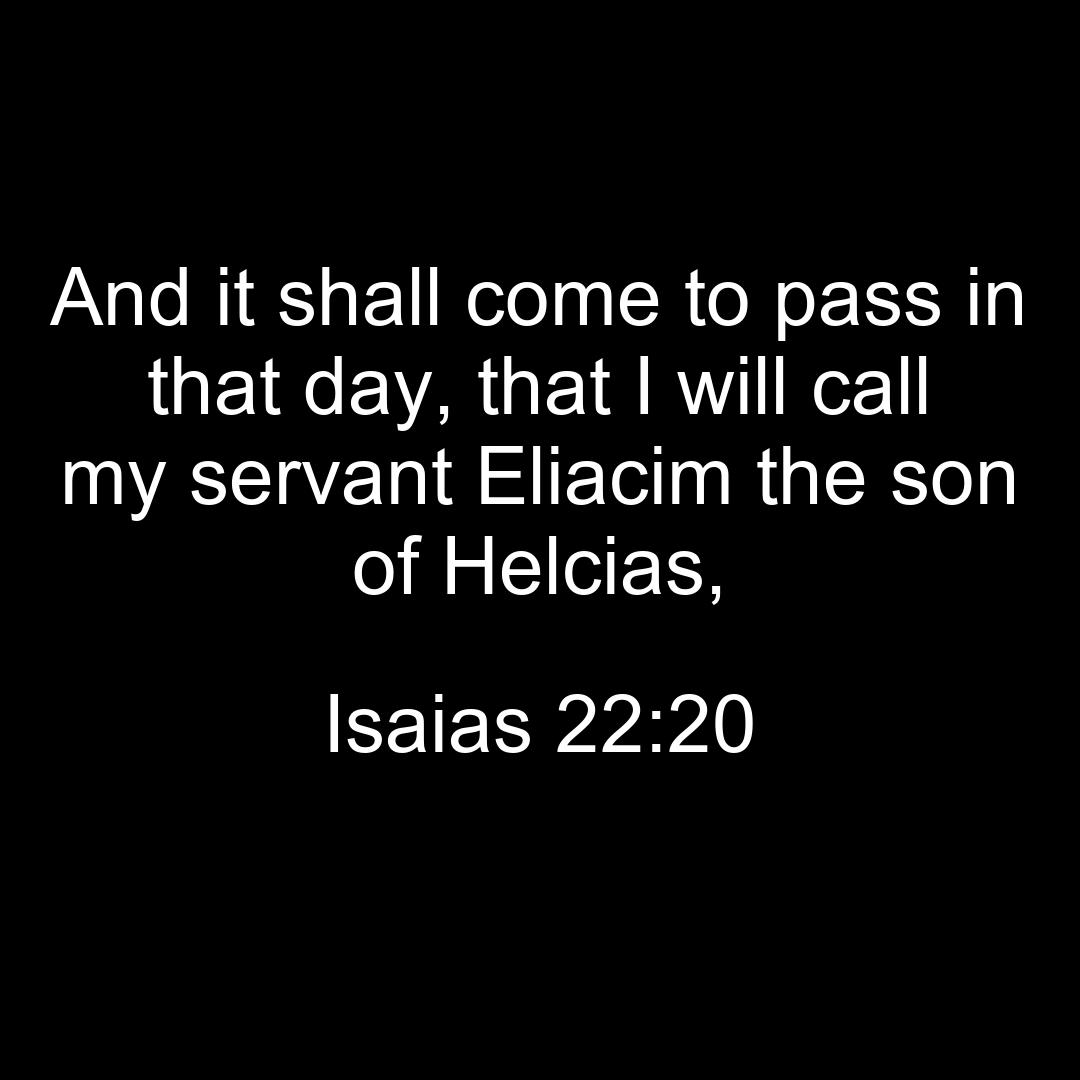 And it shall come to pass in
that day, that I will call
my servant Eliacim the son
of Helcias,
Isaias 22:20